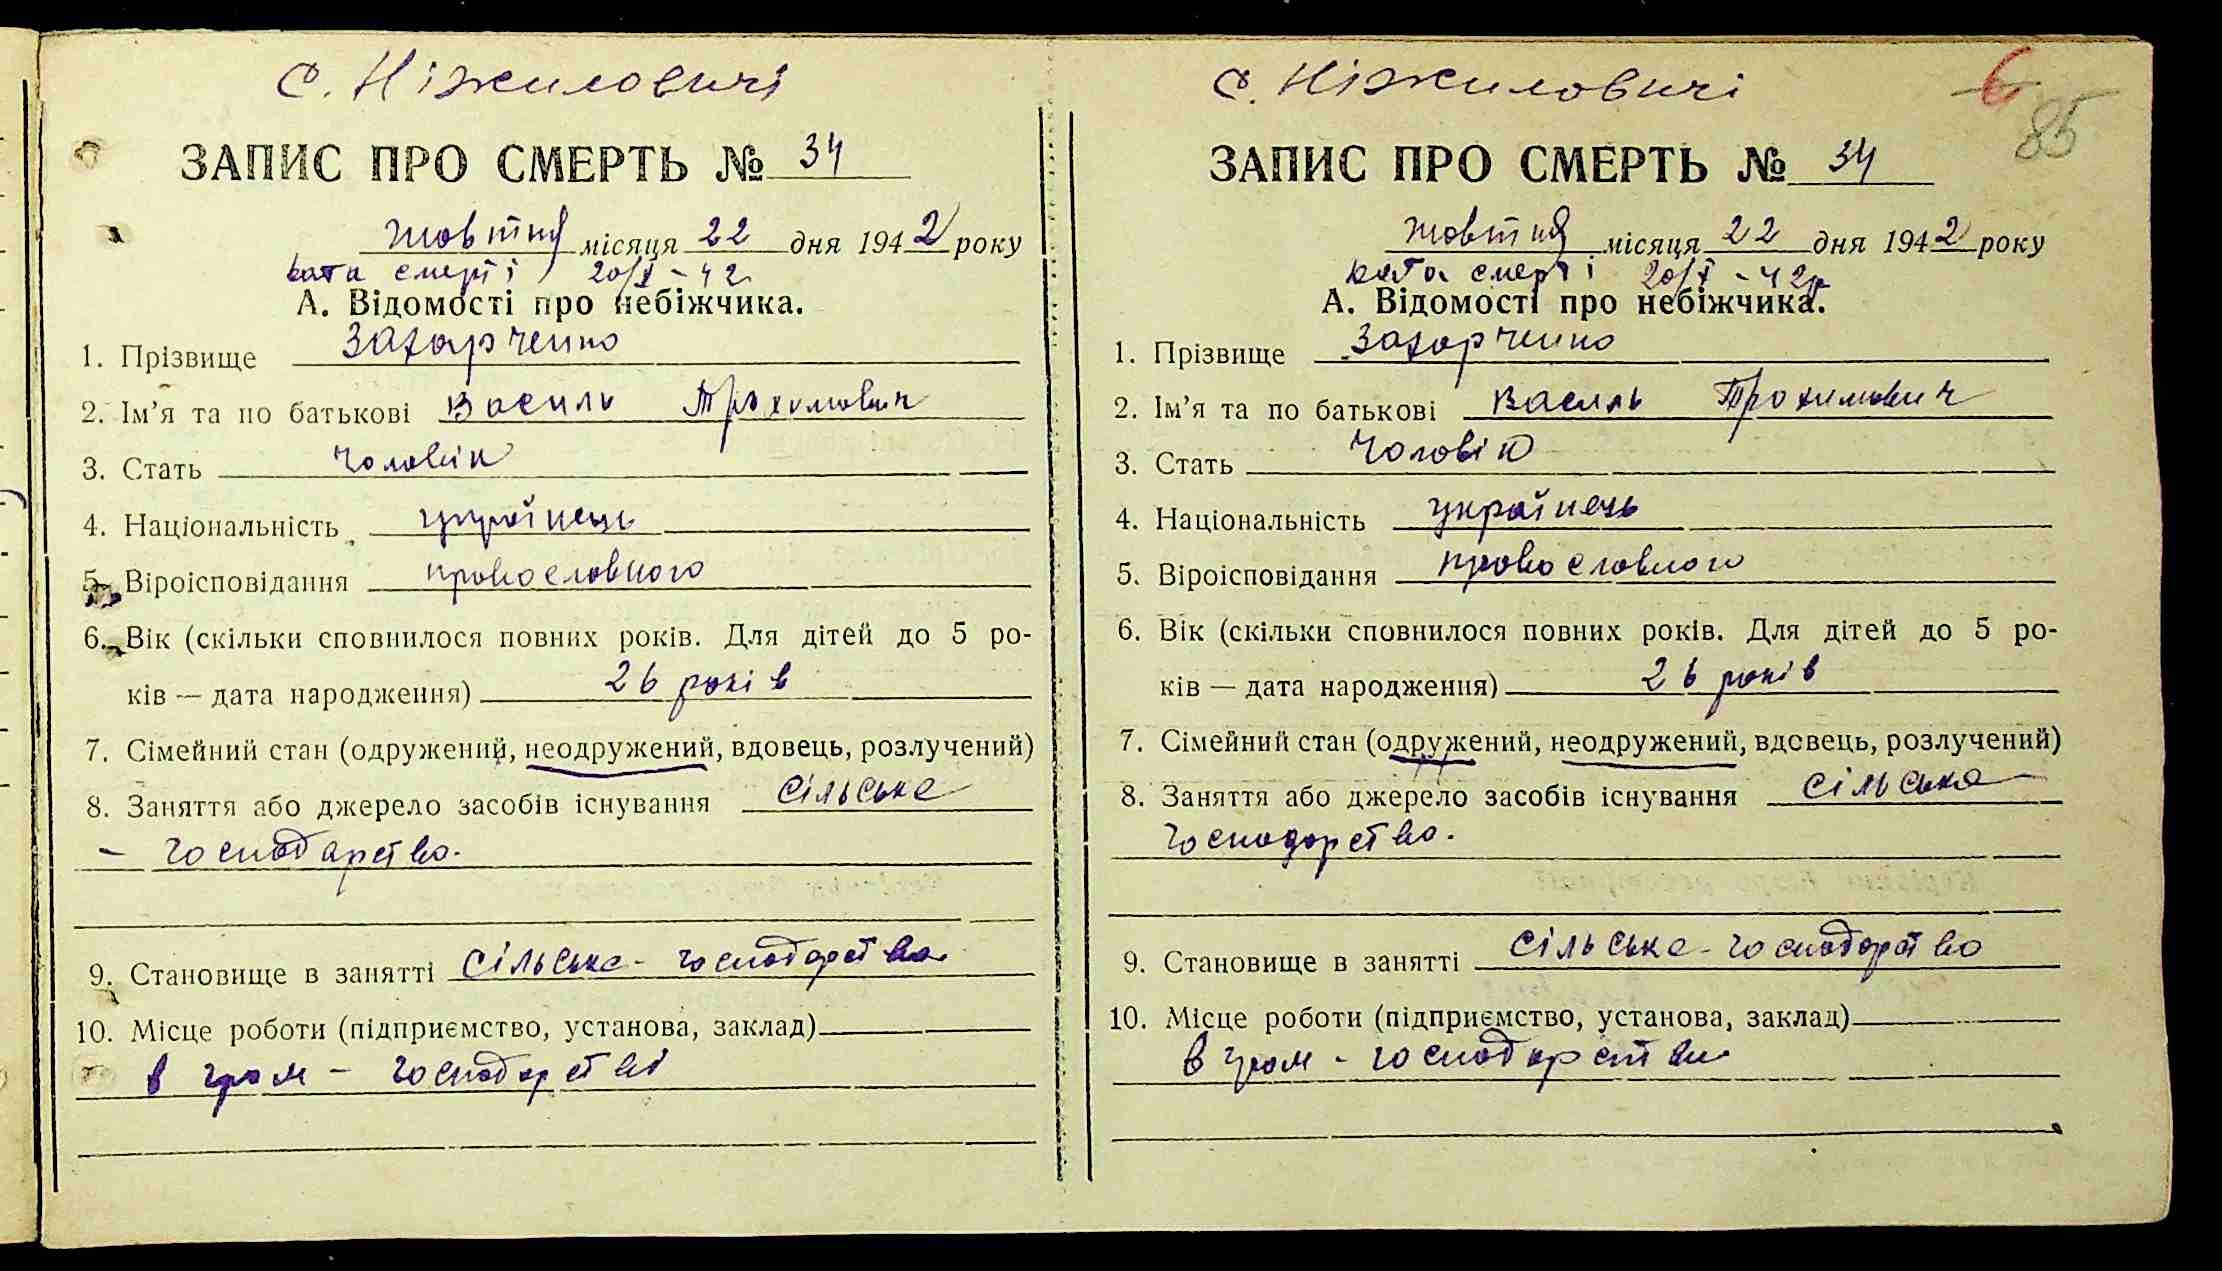 с. Ніжиловичі
ЗАПИС ПРО СМЕРТЬ № 34
жовтня місяця 22 дня 1942 року
дата смерті 20/X - 42
А. Відомості про небіжчика.
1. Прізвище Захарченко
2. Ім'я та по батькові Василь Трохимович
3. Стать Чоловік
4. Національність українець
5. Віроісповідання православного
6. Вік (скільки сповнилося повних років. Для дітей до 5 ро-
ків — дата народження) 26 років
7. Сімейний стан (одружений, неодружений, вдовець, розлучений)
8. Заняття або джерело засобів існування сільське
- господарство.
9. Становище в занятті сільське - господарство
10. Місце роботи (підприємство, установа, заклад)
в гром - господарстві
6
85
с. Ніжиловичі
ЗАПИС ПРО СМЕРТЬ № 34
жовтня місяця 22 дня 1942 року
дата смерті 20/X - 42р
А. Відомості про небіжчика.
1. Прізвище Захарченко
2. Ім'я та по батькові Василь Трохимович
3. Стать Чоловік
4. Національність українець
5. Віроісповідання православного
6. Вік (скільки сповнилося повних років. Для дітей до 5 ро-
ків — дата народження) 26 років
7. Сімейний стан (одружений, неодружений, вдовець, розлучений)
8. Заняття або джерело засобів існування сільське
господарство.
9. Становище в занятті сільське - господарство
10. Місце роботи (підприємство, установа, заклад)
в гром - господарстві